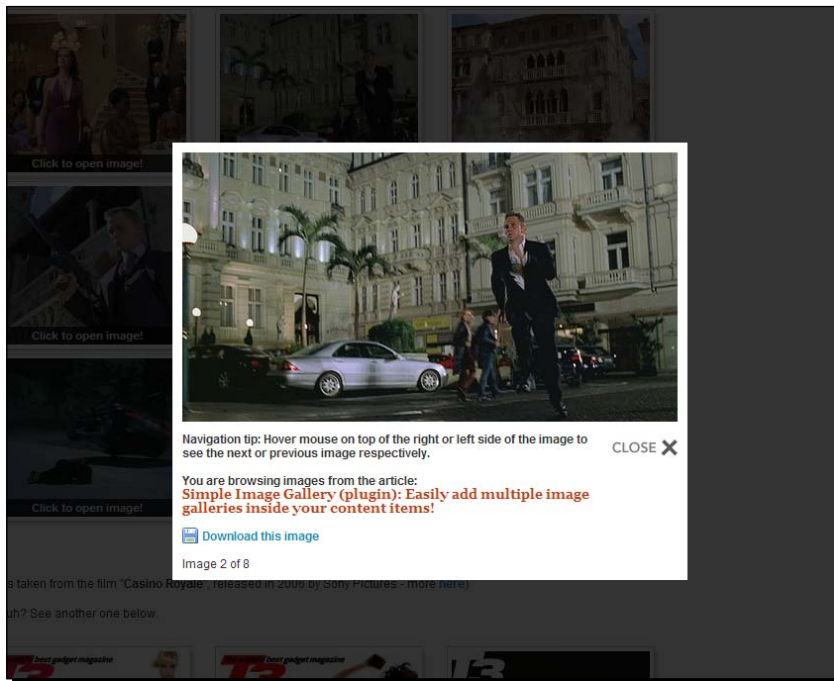 Click to open image!
Click to open image!
Navigation tip: Hover mouse on top of the right or left side of the image to
see the next or previous image respectively.
CLOSE
You are browsing images from the article:
Simple Image Gallery (plugin): Easily add multiple image
galleries inside your content items!
Download this image
Click to open image!
Image 2 of 8
s taken from the film "Casino Royale", released in 2006 by Sony Pictures - more here)
uh? See another one below.
best gadget magazine
best gadget magazine
T3
T3
T3